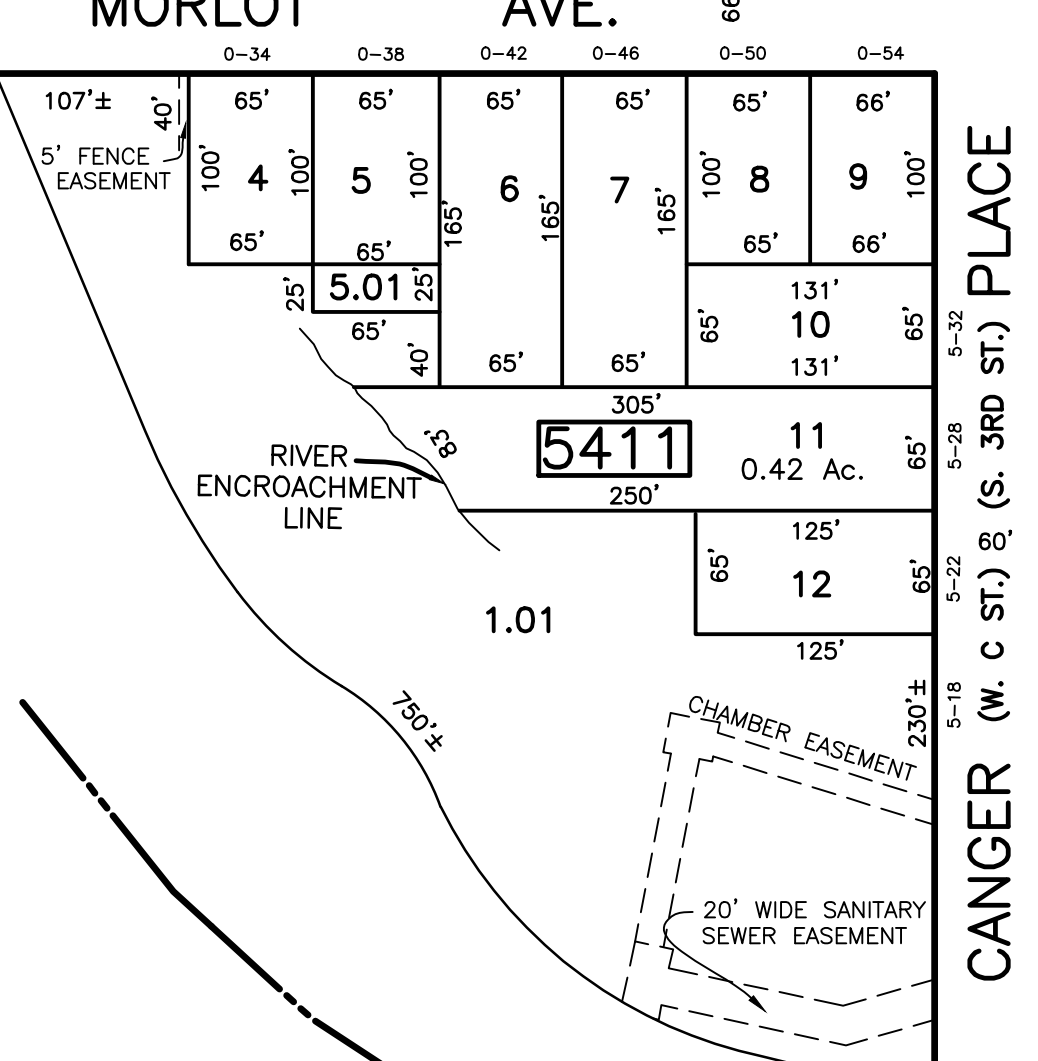 MORLOT AVE.
66
0-34 0-38 0-42 0-46 0-50 0-54
107'± 40' 65' 65' 65' 65' 65' 66'
5' FENCE
EASEMENT
100' 4 100' 5 100' 6 7 100' 8 9 100'
165' 165' 165'
65' 65' 65' 66'
25' 5.01 25' 131'
65' 10 65'
65' 40' 65' 65' 131'
5-32
305'
83' 5411 11 65'
0.42 Ac.
5-28
RIVER
ENCROACHMENT
LINE
250'
125'
65' 12 65'
5-22
1.01
125'
750'±
230'±
5-18
CHAMBER EASEMENT
20' WIDE SANITARY
SEWER EASEMENT
CANGER (W. C ST.) 60' (S. 3RD ST.) PLACE